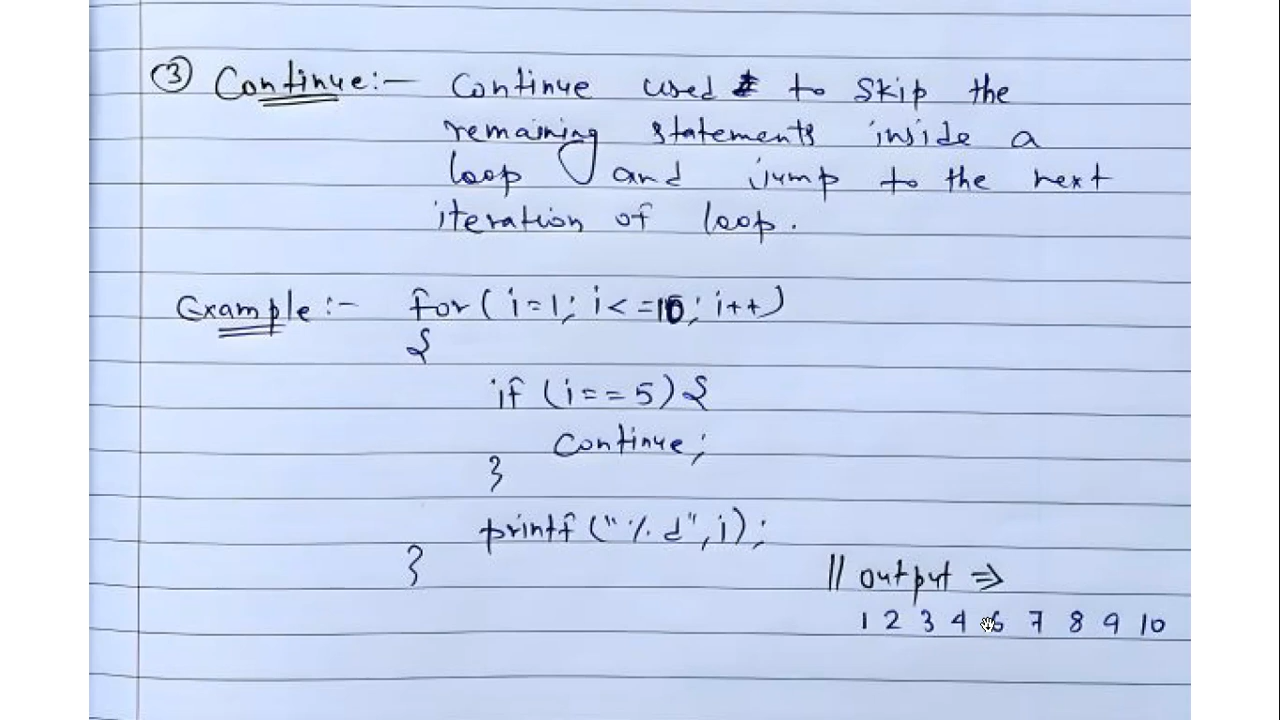 ③ Continue:- Continue used to skip the
remaining statements inside a
loop and jump to the next
iteration of loop.
Example:- for(i=1; i<=10; i++)
{
if (i==5){
Continue;
}
printf("%d",i);
}
|| output ⇒
1 2 3 4 6 7 8 9 10